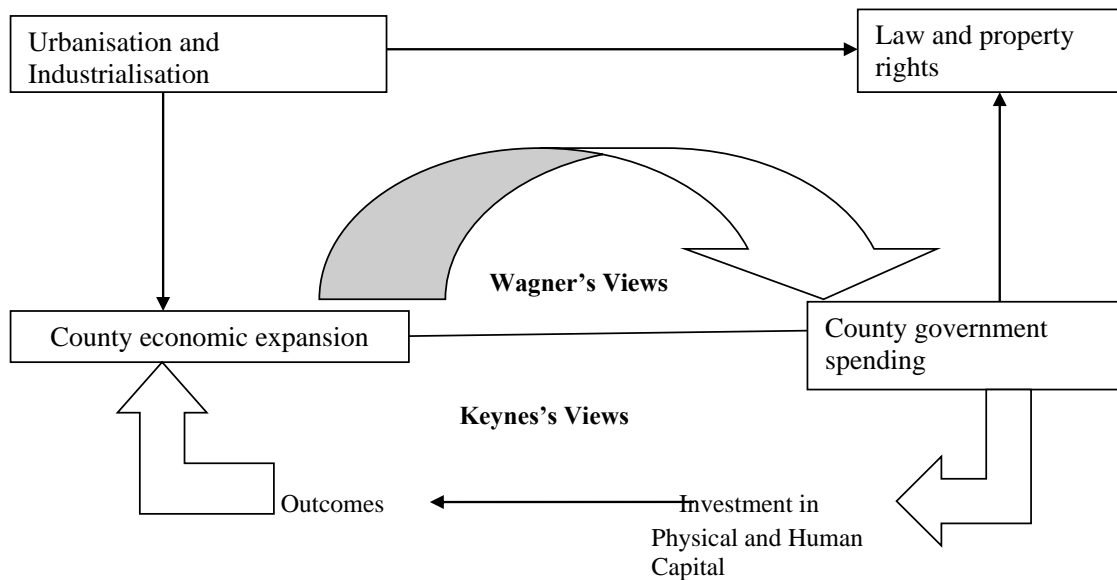 Urbanisation and
Industrialisation
Law and property
rights
Wagner’s Views
County economic expansion
County government
spending
Keynes’s Views
Outcomes
Investment in
Physical and Human
Capital